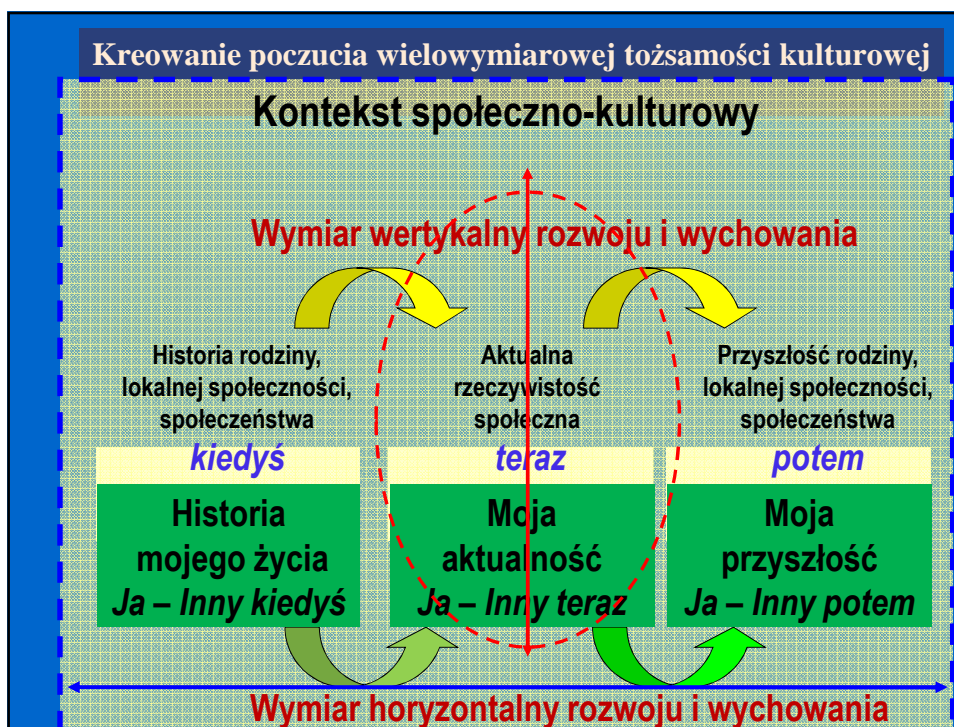 Kreowanie poczucia wielowymiarowej tożsamości kulturowej
Kontekst społeczno-kulturowy
Wymiar wertykalny rozwoju i wychowania
Historia rodziny,
lokalnej społeczności,
społeczeństwa
kiedyś
Aktualna
rzeczywistość
społeczna
teraz
Przyszłość rodziny,
lokalnej społeczności,
społeczeństwa
potem
Historia
mojego życia
Ja – Inny kiedyś
Moja
aktualność
Ja – Inny teraz
Moja
przyszłość
Ja – Inny potem
Wymiar horyzontalny rozwoju i wychowania